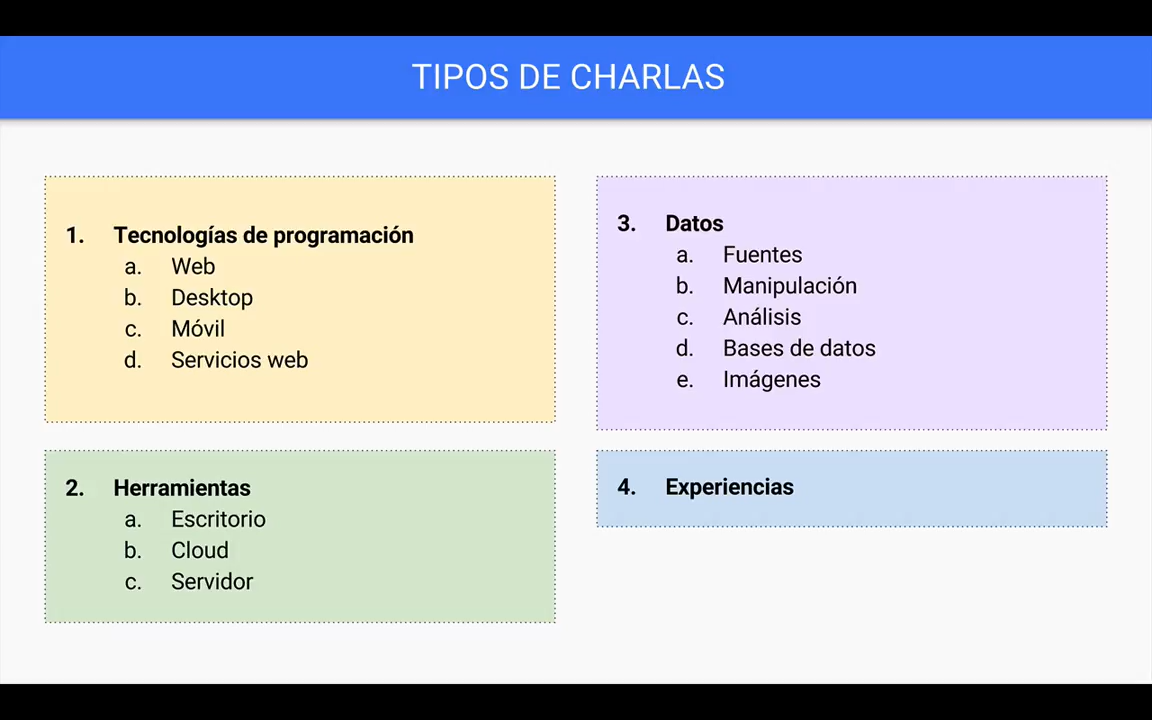 TIPOS DE CHARLAS
1. Tecnologías de programación
a. Web
b. Desktop
c. Móvil
d. Servicios web
2. Herramientas
a. Escritorio
b. Cloud
c. Servidor
3. Datos
a. Fuentes
b. Manipulación
c. Análisis
d. Bases de datos
e. Imágenes
4. Experiencias